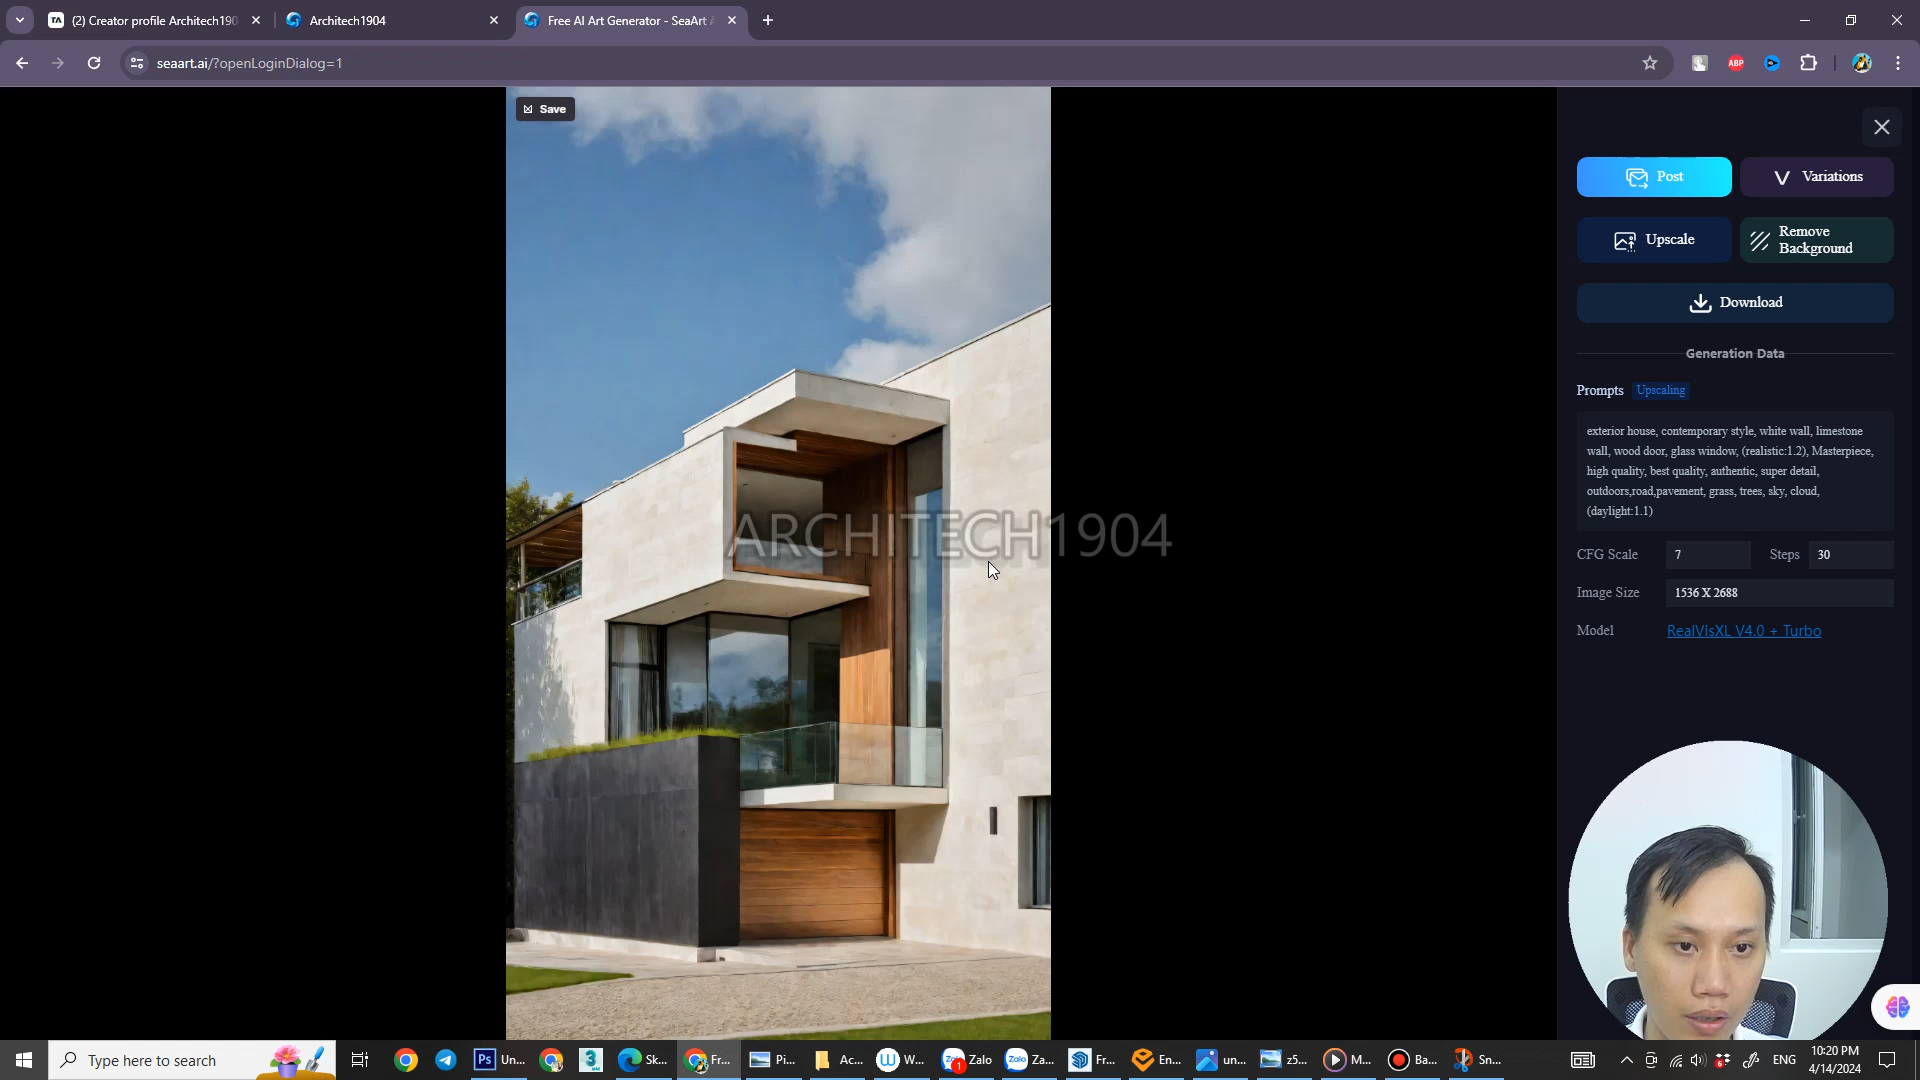 (2) Creator profile Architech190
Architech1904
Free AI Art Generator - SeaArt A
seaart.ai/?openLoginDialog=1
ABP
Save
Post
Variations
Upscale
Remove
Background
Download
Generation Data
Prompts Upscaling
exterior house, contemporary style, white wall, limestone
wall, wood door, glass window, (realistic:1.2), Masterpiece,
high quality, best quality, authentic, super detail,
outdoors,road,pavement, grass, trees, sky, cloud,
(daylight:1.1)
CFG Scale 7 Steps 30
Image Size 1536 X 2688
Model RealVisXL V4.0 + Turbo
ARCHITECH1904
Type here to search
Ps Un...
3
Sk...
Fr...
Pi...
Ac...
W...
Zalo
Za...
Fr...
En...
un...
z5...
M...
Ba...
Sn...
ENG
10:20 PM
4/14/2024